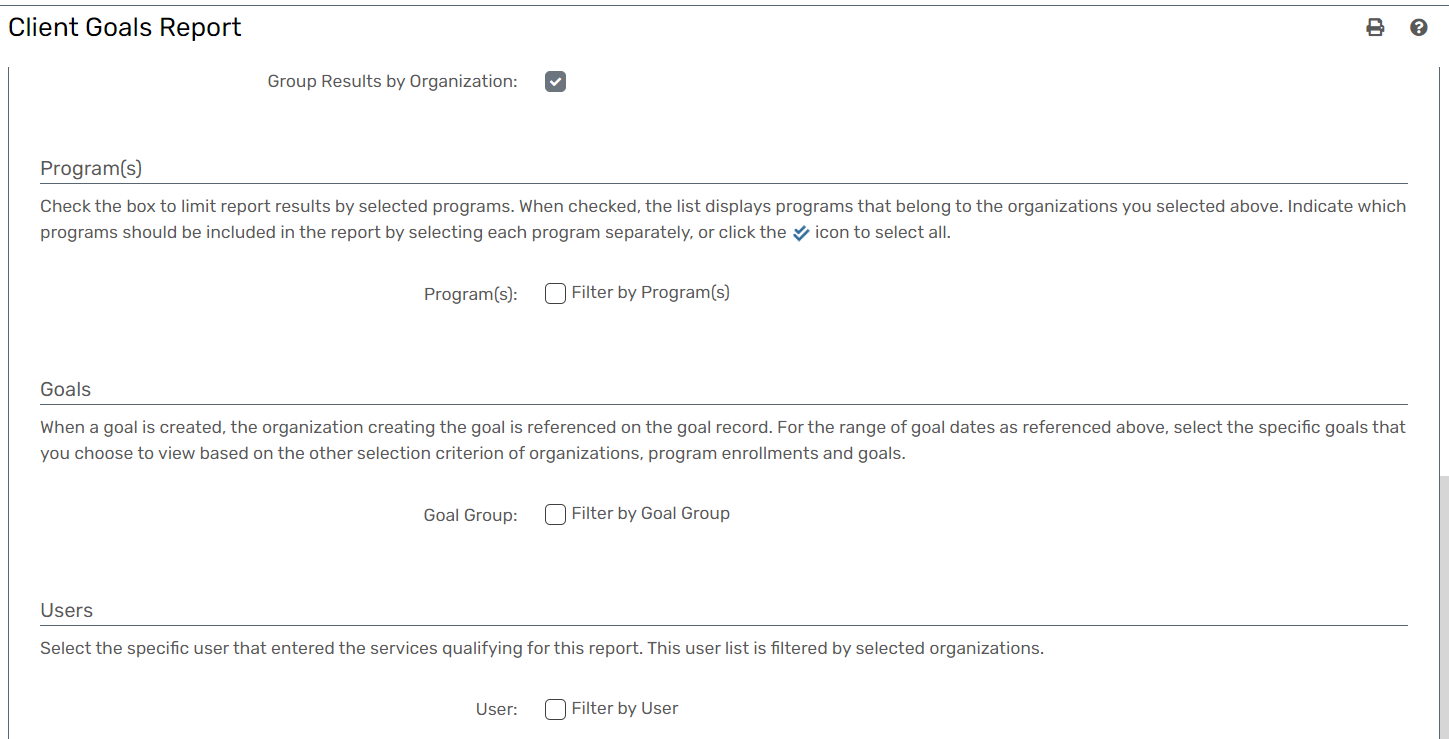 Client Goals Report
Group Results by Organization:
Program(s)
Check the box to limit report results by selected programs. When checked, the list displays programs that belong to the organizations you selected above. Indicate which
programs should be included in the report by selecting each program separately, or click the icon to select all.
Program(s): Filter by Program(s)
Goals
When a goal is created, the organization creating the goal is referenced on the goal record. For the range of goal dates as referenced above, select the specific goals that
you choose to view based on the other selection criterion of organizations, program enrollments and goals.
Goal Group: Filter by Goal Group
Users
Select the specific user that entered the services qualifying for this report. This user list is filtered by selected organizations.
User: Filter by User